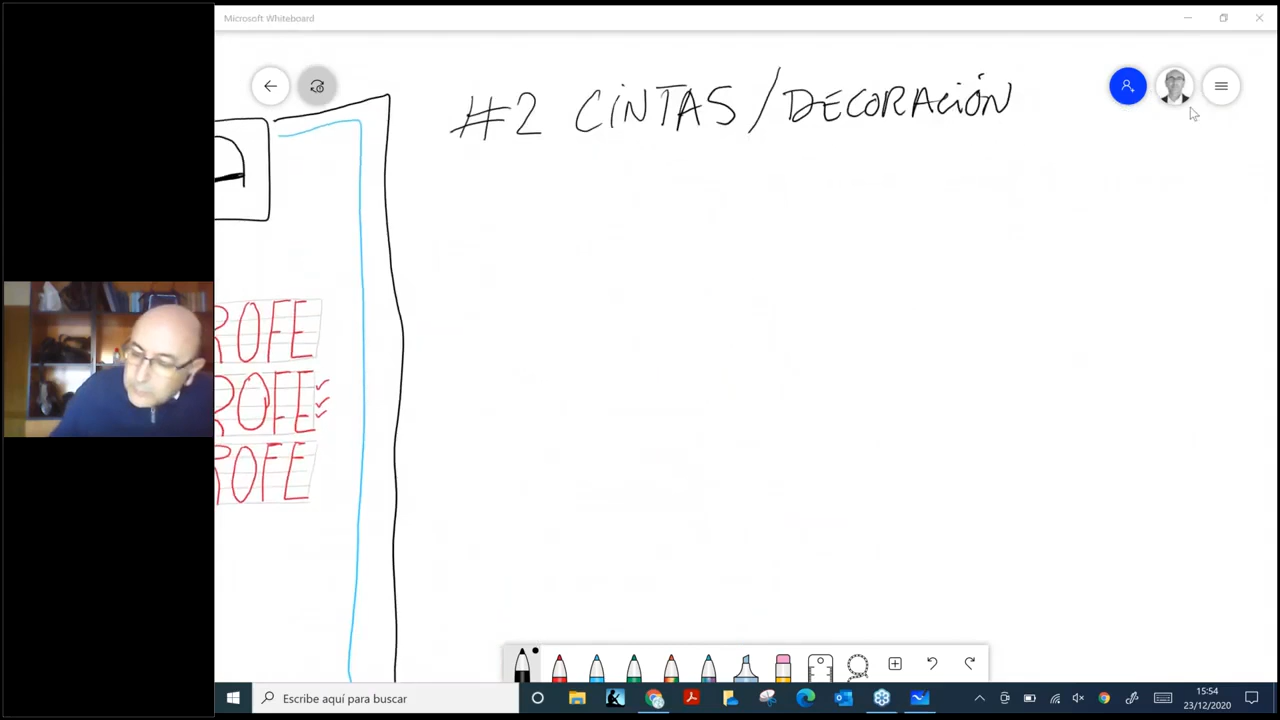 Microsoft Whiteboard
#2 CiNTAS/DECORACIÓN
ROFE
ROFE
ROFE
Escribe aquí para buscar
15:54
23/12/2020